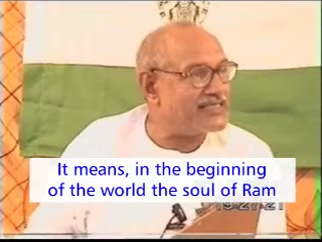 It means, in the beginning
of the world the soul of Ram